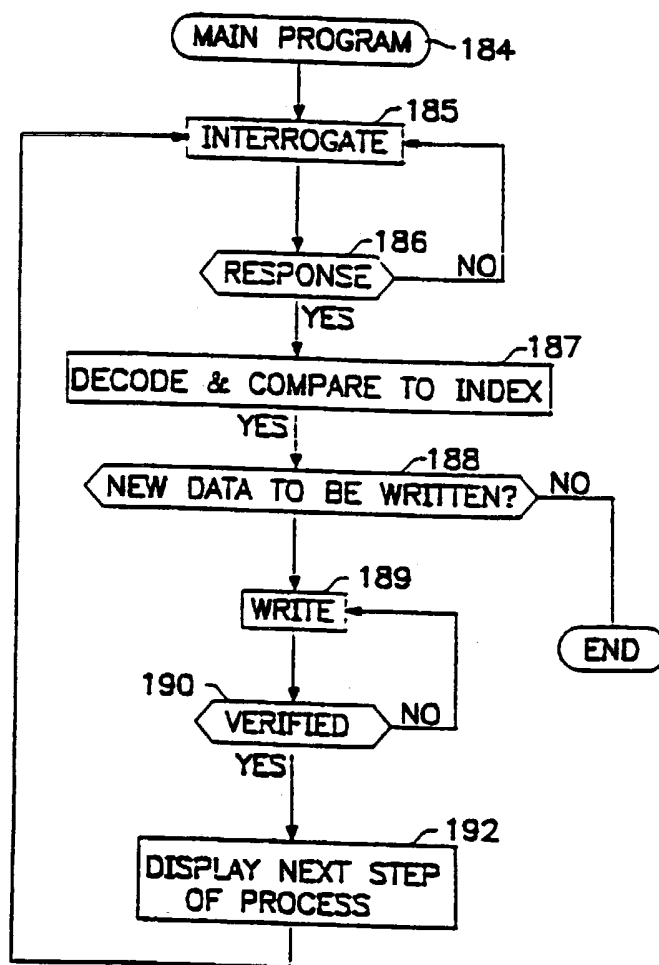 MAIN PROGRAM
184
185
INTERROGATE
186
RESPONSE
NO
YES
187
DECODE & COMPARE TO INDEX
YES
188
NEW DATA TO BE WRITTEN?
NO
189
WRITE
END
190
VERIFIED
NO
YES
192
DISPLAY NEXT STEP
OF PROCESS